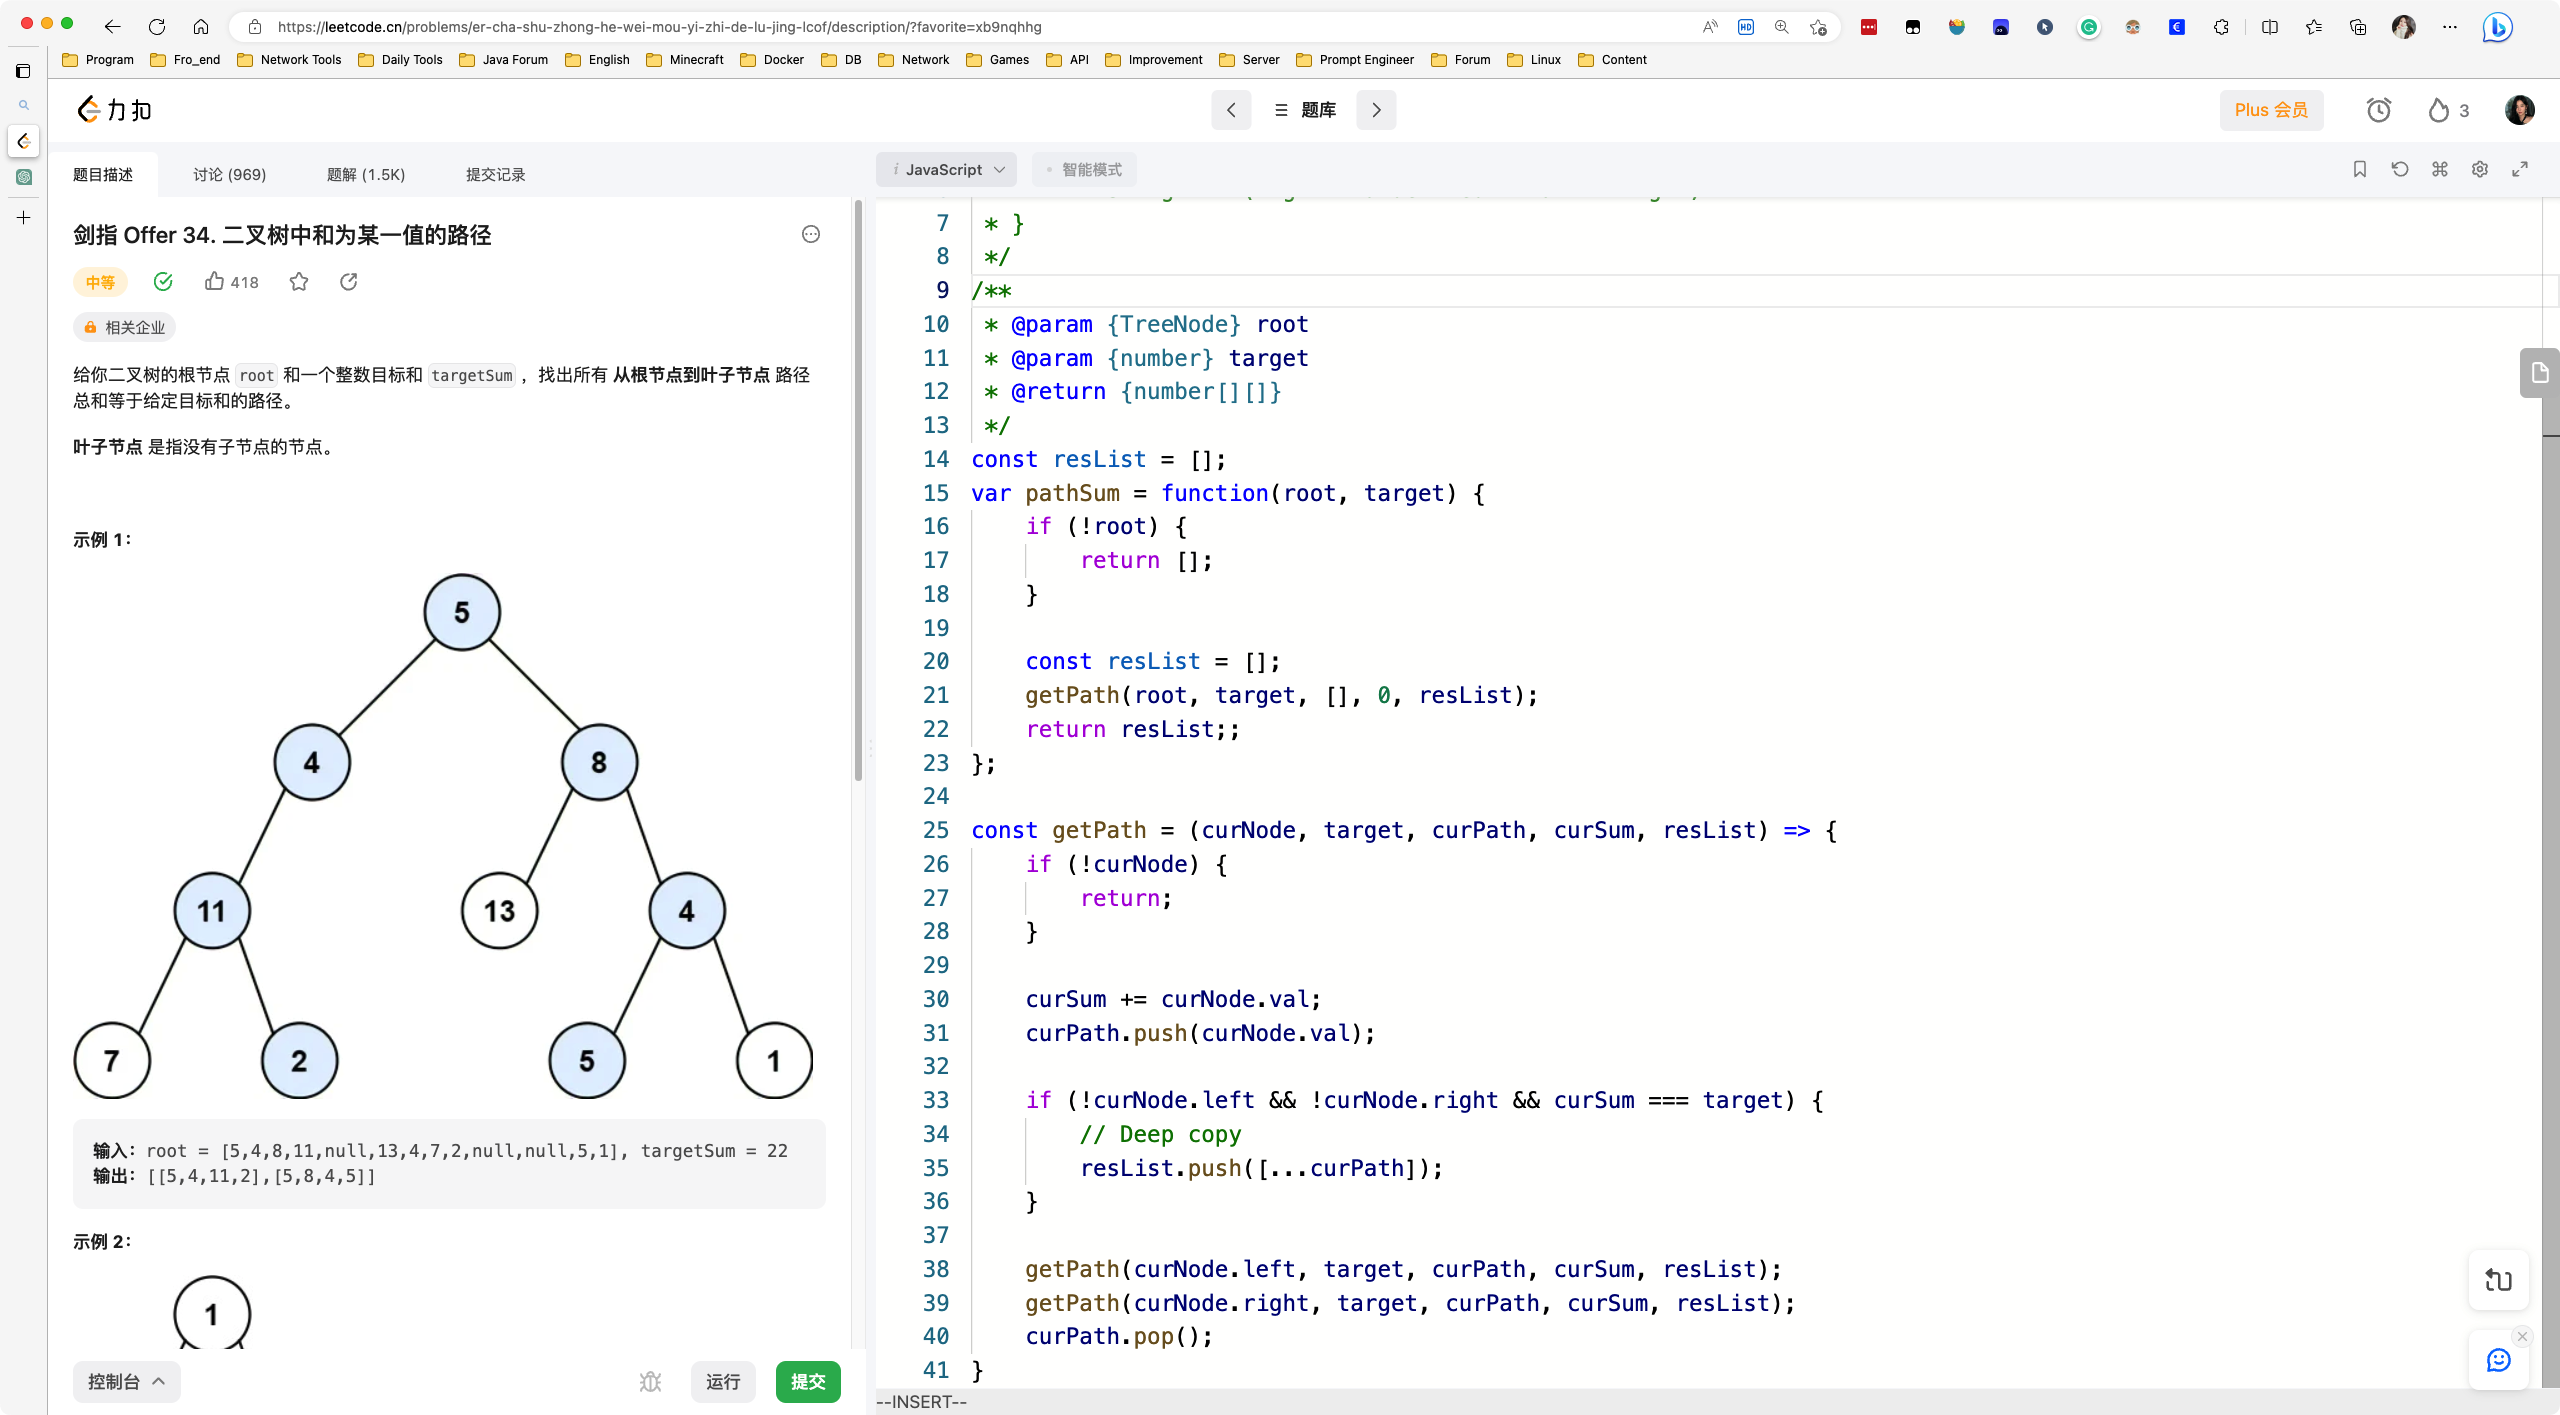 https://leetcode.cn/problems/er-cha-shu-zhong-he-wei-mou-yi-zhi-de-lu-jing-lcof/description/?favorite=xb9nqhhg
Program Fro_end Network Tools Daily Tools Java Forum English Minecraft Docker DB Network Games API Improvement Server Prompt Engineer Forum Linux Content
力扣
题库
Plus 会员
3
题目描述 讨论 (969) 题解 (1.5K) 提交记录
剑指 Offer 34. 二叉树中和为某一值的路径
中等 418
相关企业
给你二叉树的根节点 root 和一个整数目标和 targetSum ，找出所有 从根节点到叶子节点 路径
总和等于给定目标和的路径。
叶子节点 是指没有子节点的节点。
示例 1：
5
4 8
11 13 4
7 2 5 1
输入：root = [5,4,8,11,null,13,4,7,2,null,null,5,1], targetSum = 22
输出：[[5,4,11,2],[5,8,4,5]]
示例 2：
1
控制台 运行 提交
i JavaScript 智能模式
7 * }
8 */
9 /**
10 * @param {TreeNode} root
11 * @param {number} target
12 * @return {number[][]}
13 */
14 const resList = [];
15 var pathSum = function(root, target) {
16 if (!root) {
17 return [];
18 }
19
20 const resList = [];
21 getPath(root, target, [], 0, resList);
22 return resList;;
23 };
24
25 const getPath = (curNode, target, curPath, curSum, resList) => {
26 if (!curNode) {
27 return;
28 }
29
30 curSum += curNode.val;
31 curPath.push(curNode.val);
32
33 if (!curNode.left && !curNode.right && curSum === target) {
34 // Deep copy
35 resList.push([...curPath]);
36 }
37
38 getPath(curNode.left, target, curPath, curSum, resList);
39 getPath(curNode.right, target, curPath, curSum, resList);
40 curPath.pop();
41 }
--INSERT--